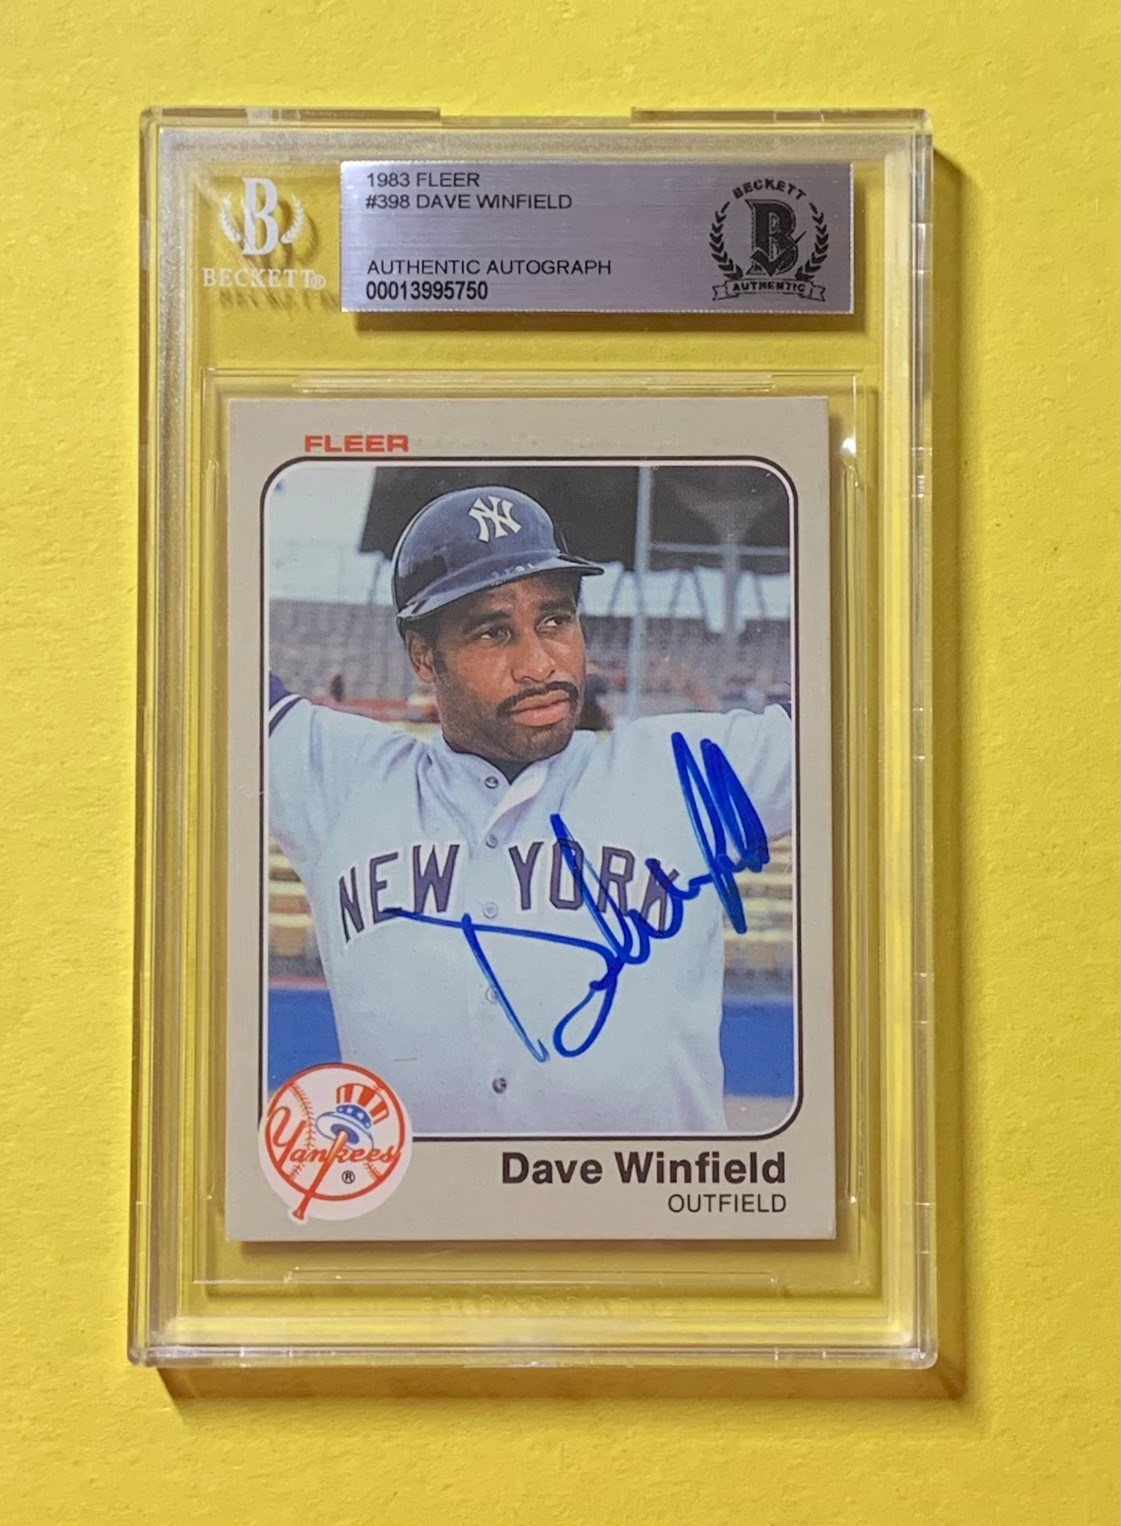 1983 FLEER
#398 DAVE WINFIELD
AUTHENTIC AUTOGRAPH
00013995750
B
BECKETT®
BECKETT
B
AUTHENTIC
FLEER
NY
NEW YORK
Yankees
®
Dave Winfield
OUTFIELD